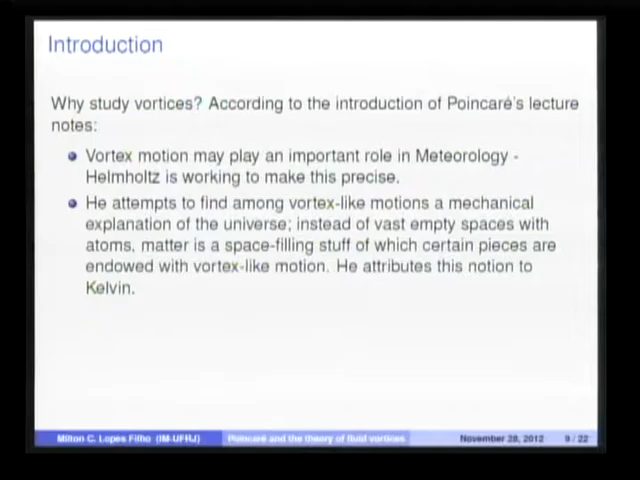 Introduction
Why study vortices? According to the introduction of Poincaré's lecture
notes:
Vortex motion may play an important role in Meteorology -
Helmholtz is working to make this precise.
He attempts to find among vortex-like motions a mechanical
explanation of the universe; instead of vast empty spaces with
atoms, matter is a space-filling stuff of which certain pieces are
endowed with vortex-like motion. He attributes this notion to
Kelvin.
Milton C. Lopes Filho (IM-UFRJ) Poincaré and the theory of fluid vortices November 28, 2012 9 / 22